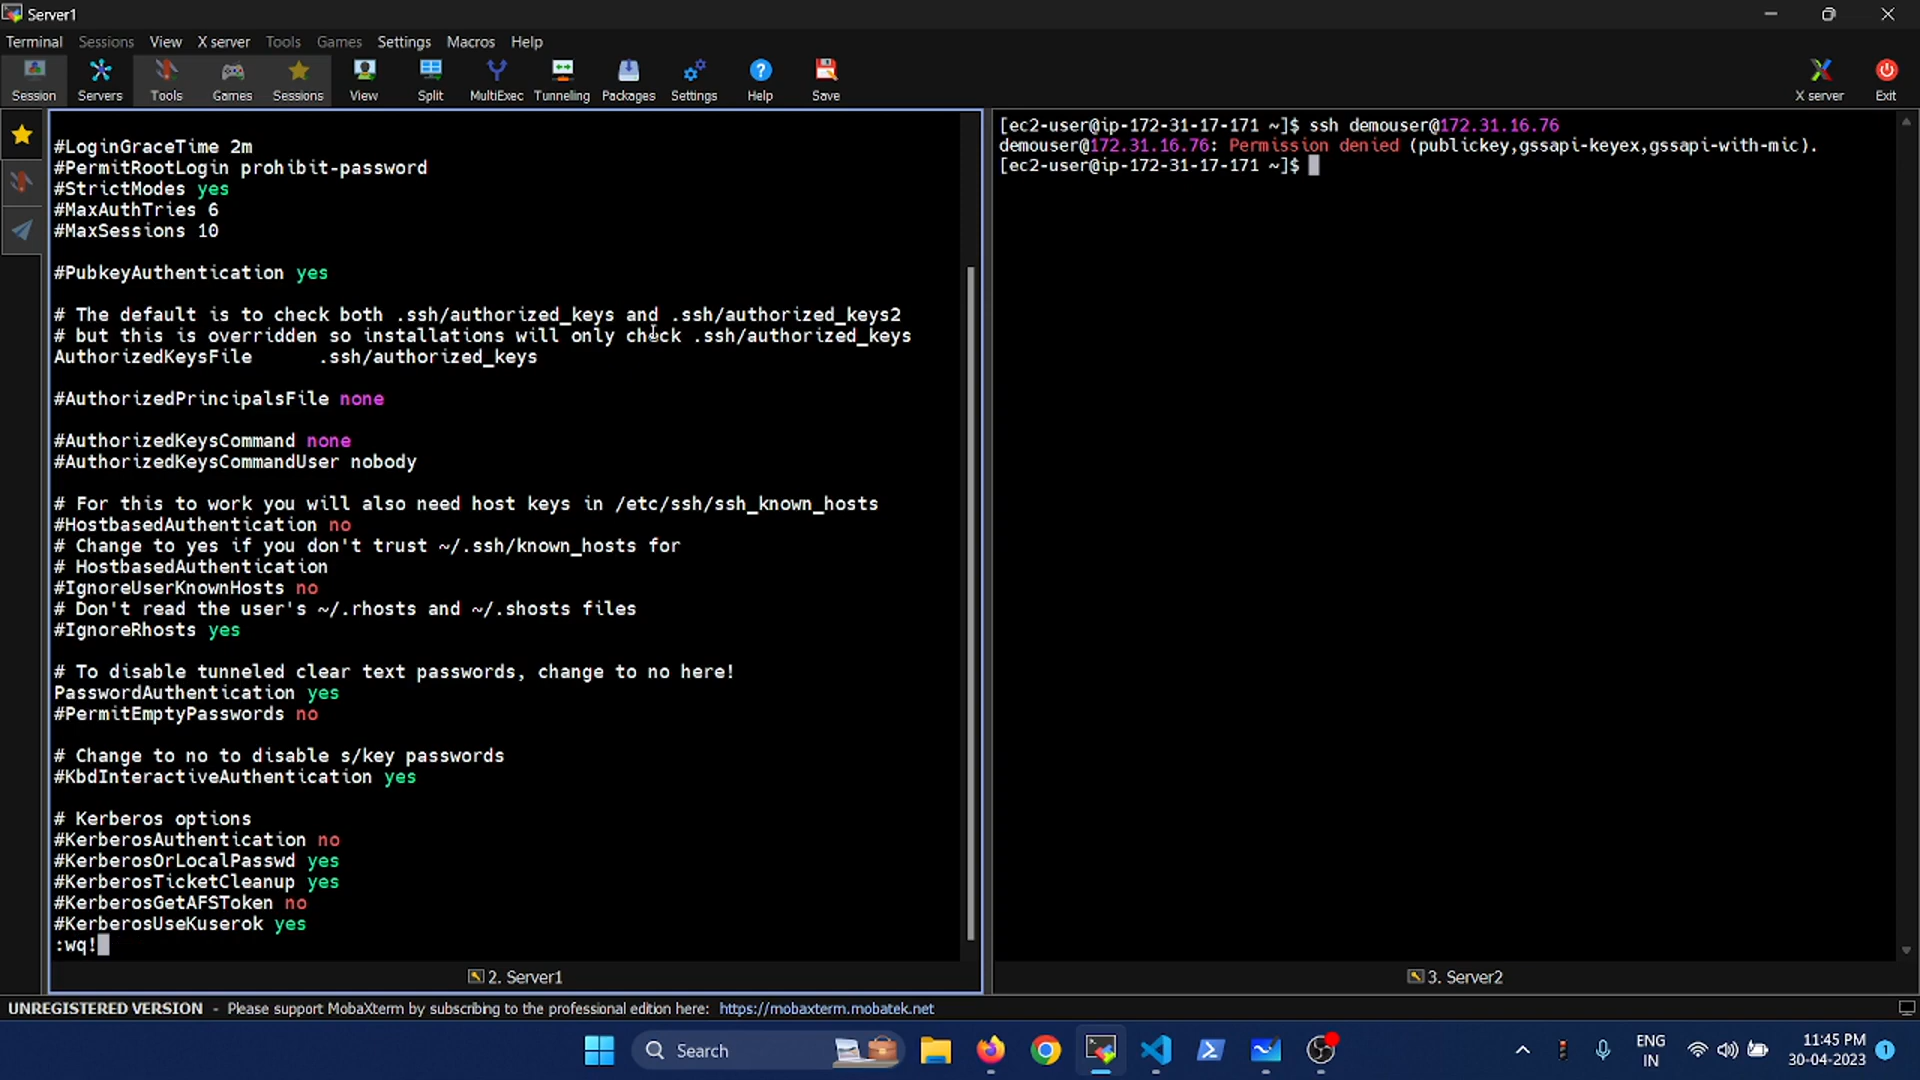 Server1
Terminal Sessions View X server Tools Games Settings Macros Help
Session Servers Tools Games Sessions View Split MultiExec Tunneling Packages Settings Help Save X server Exit
#LoginGraceTime 2m
#PermitRootLogin prohibit-password
#StrictModes yes
#MaxAuthTries 6
#MaxSessions 10
#PubkeyAuthentication yes
# The default is to check both .ssh/authorized_keys and .ssh/authorized_keys2
# but this is overridden so installations will only check .ssh/authorized_keys
AuthorizedKeysFile .ssh/authorized_keys
#AuthorizedPrincipalsFile none
#AuthorizedKeysCommand none
#AuthorizedKeysCommandUser nobody
# For this to work you will also need host keys in /etc/ssh/ssh_known_hosts
#HostbasedAuthentication no
# Change to yes if you don't trust ~/.ssh/known_hosts for
# HostbasedAuthentication
#IgnoreUserKnownHosts no
# Don't read the user's ~/.rhosts and ~/.shosts files
#IgnoreRhosts yes
# To disable tunneled clear text passwords, change to no here!
PasswordAuthentication yes
#PermitEmptyPasswords no
# Change to no to disable s/key passwords
#KbdInteractiveAuthentication yes
# Kerberos options
#KerberosAuthentication no
#KerberosOrLocalPasswd yes
#KerberosTicketCleanup yes
#KerberosGetAFSToken no
#KerberosUseKuserok yes
:wq!
2. Server1
[ec2-user@ip-172-31-17-171 ~]$ ssh demouser@172.31.16.76
demouser@172.31.16.76: Permission denied (publickey,gssapi-keyex,gssapi-with-mic).
[ec2-user@ip-172-31-17-171 ~]$
3. Server2
UNREGISTERED VERSION - Please support MobaXterm by subscribing to the professional edition here: https://mobaxterm.mobatek.net
Search
ENG
IN
11:45 PM
30-04-2023
1